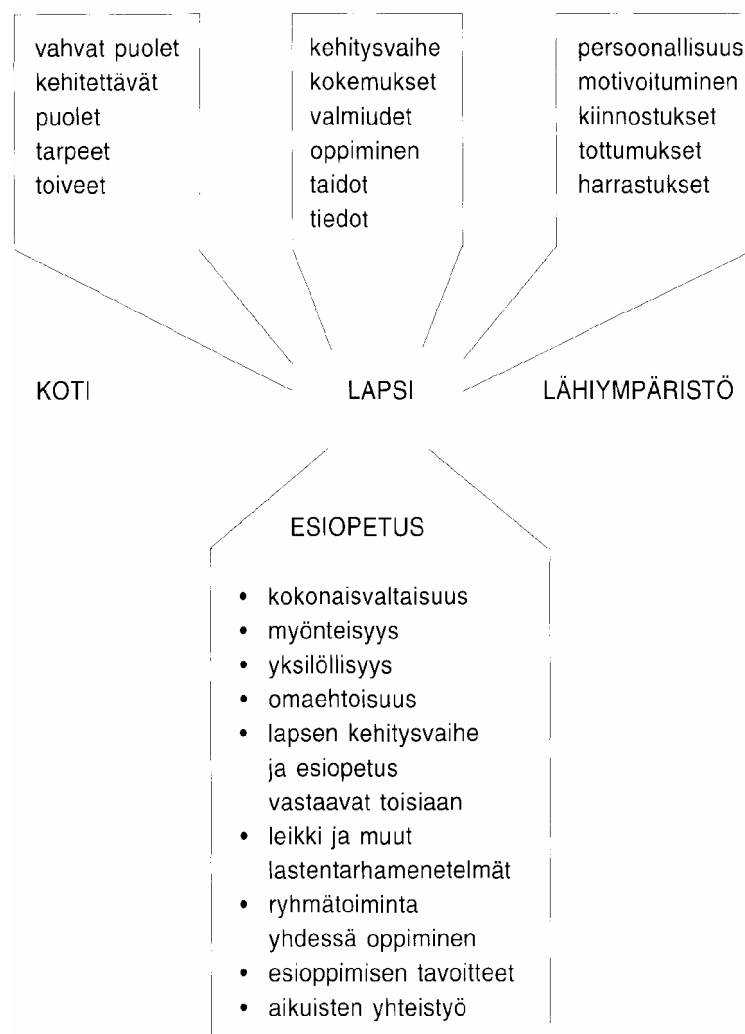 vahvat puolet
kehitettävät
puolet
tarpeet
toiveet
kehitysvaihe
kokemukset
valmiudet
oppiminen
taidot
tiedot
persoonallisuus
motivoituminen
kiinnostukset
tottumukset
harrastukset
KOTI
LAPSI
LÄHIYMPÄRISTÖ
ESIOPETUS
• kokonaisvaltaisuus
• myönteisyys
• yksilöllisyys
• omaehtoisuus
• lapsen kehitysvaihe
ja esiopetus
vastaavat toisiaan
• leikki ja muut
lastentarhamenetelmät
• ryhmätoiminta
yhdessä oppiminen
• esioppimisen tavoitteet
• aikuisten yhteistyö